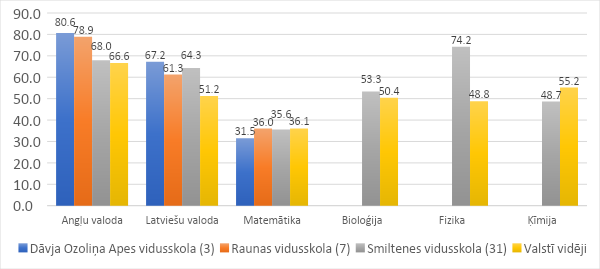 90.0
80.0
70.0
60.0
50.0
40.0
30.0
20.0
10.0
0.0
80.6 78.9 68.0 66.6
67.2 61.3 64.3 51.2
31.5 36.0 35.6 36.1
53.3 50.4
74.2 48.8
48.7 55.2
Angļu valoda Latviešu valoda Matemātika Bioloģija Fizika Ķīmija
Dāvja Ozoliņa Apes vidusskola (3) Raunas vidusskola (7) Smiltenes vidusskola (31) Valstī vidēji